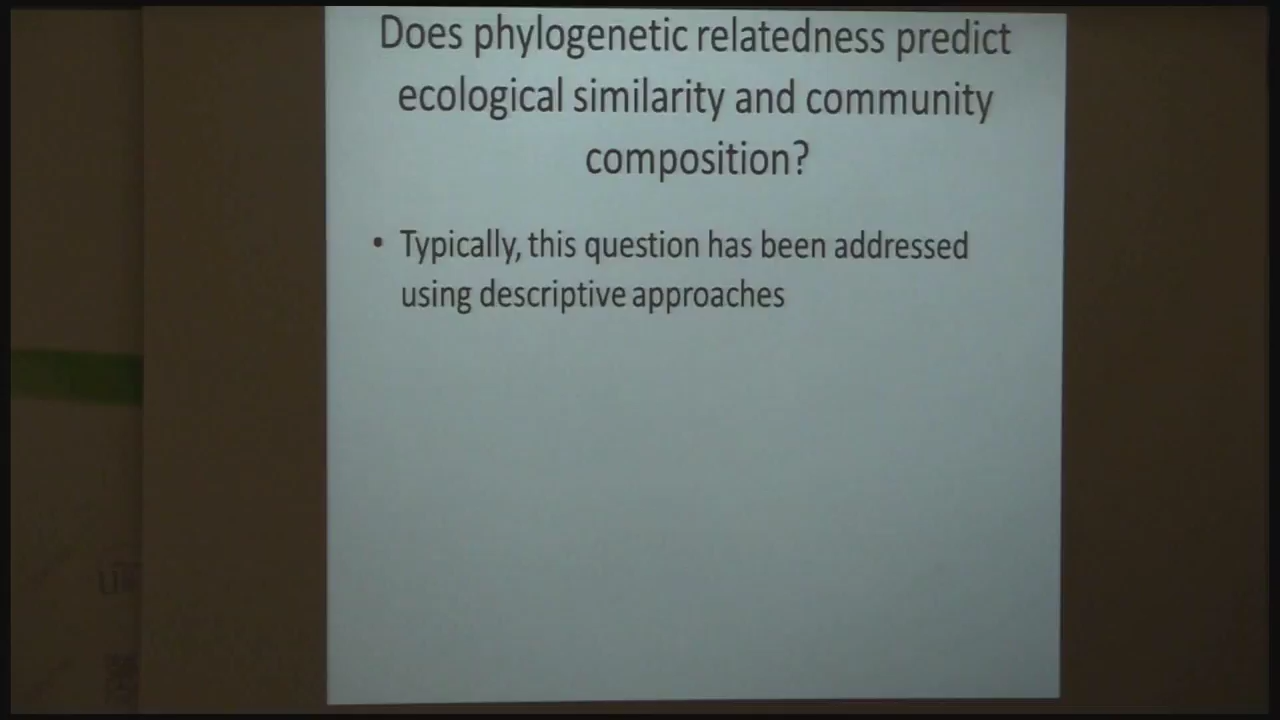 Does phylogenetic relatedness predict
ecological similarity and community
composition?
• Typically, this question has been addressed
using descriptive approaches